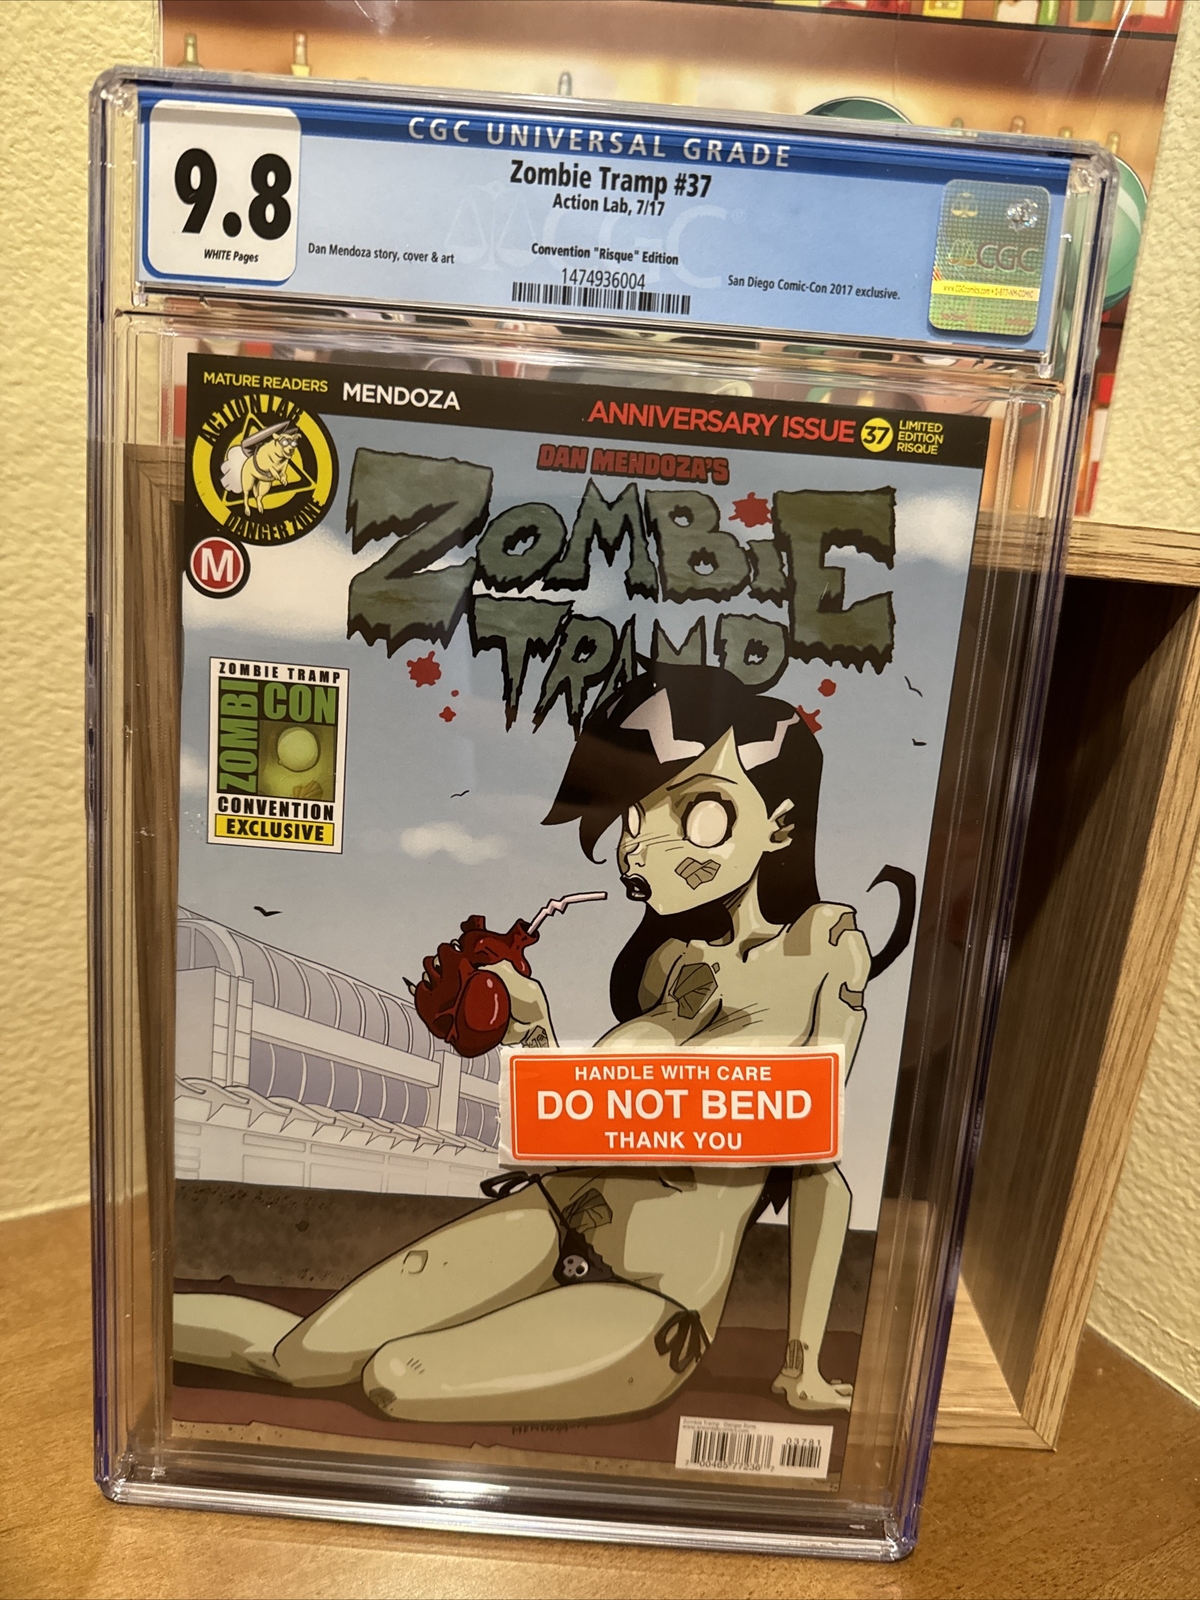 CGC UNIVERSAL GRADE
9.8
WHITE Pages
Zombie Tramp #37
Action Lab, 7/17
Dan Mendoza story, cover & art
Convention "Risque" Edition
1474936004
San Diego Comic-Con 2017 exclusive.
CGC
MATURE READERS
MENDOZA
ANNIVERSARY ISSUE
37
LIMITED
EDITION
RISQUE
ACTION LAB
DANGER ZONE
M
DAN MENDOZA'S
ZOMBIE
TRAMP
ZOMBIE TRAMP
ZOMBI
CON
CONVENTION
EXCLUSIVE
HANDLE WITH CARE
DO NOT BEND
THANK YOU
MENDOZA
03781